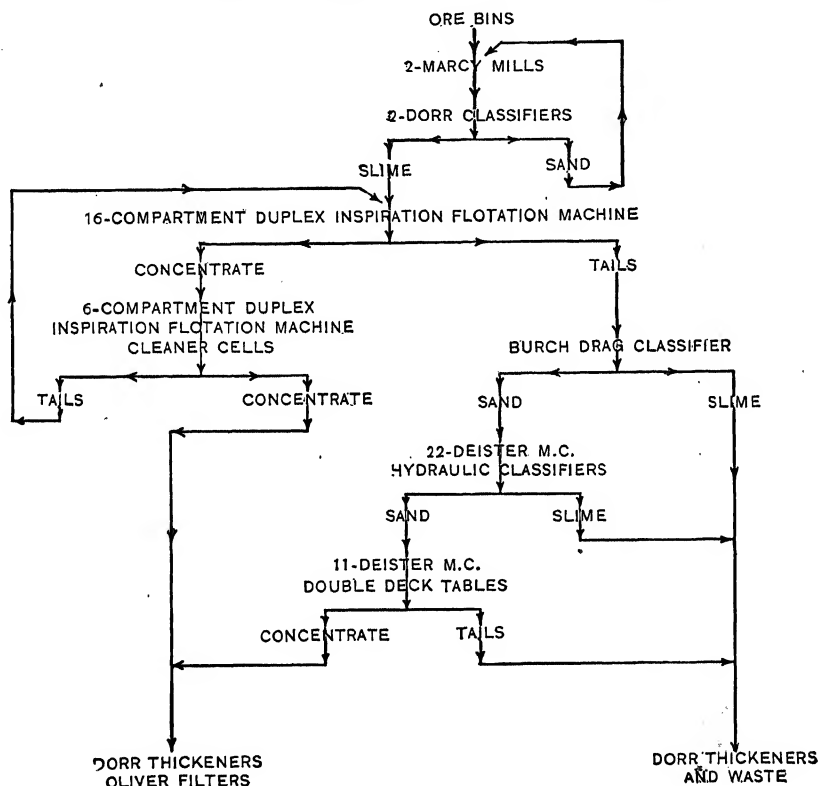 ORE BINS
2-MARCY MILLS
2-DORR CLASSIFIERS
SLIME
SAND
16-COMPARTMENT DUPLEX INSPIRATION FLOTATION MACHINE
CONCENTRATE
TAILS
6-COMPARTMENT DUPLEX
INSPIRATION FLOTATION MACHINE
CLEANER CELLS
BURCH DRAG CLASSIFIER
TAILS
CONCENTRATE
SAND
SLIME
22-DEISTER M.C.
HYDRAULIC CLASSIFIERS
SAND
SLIME
11-DEISTER M.C.
DOUBLE DECK TABLES
CONCENTRATE
TAILS
DORR THICKENERS
OLIVER FILTERS
DORR THICKENERS
AND WASTE